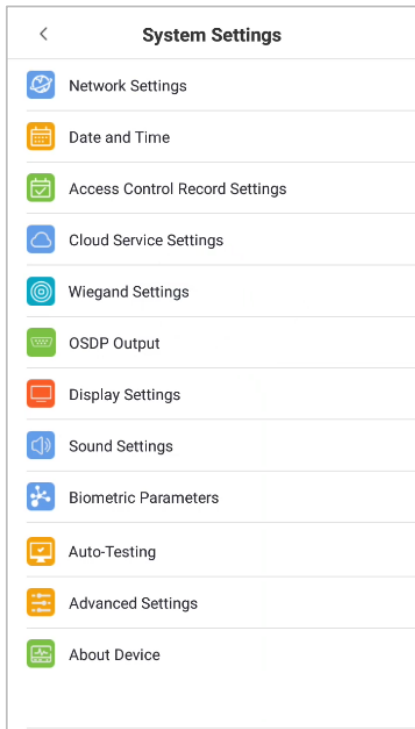 System Settings
Network Settings
Date and Time
Access Control Record Settings
Cloud Service Settings
Wiegand Settings
OSDP Output
Display Settings
Sound Settings
Biometric Parameters
Auto-Testing
Advanced Settings
About Device